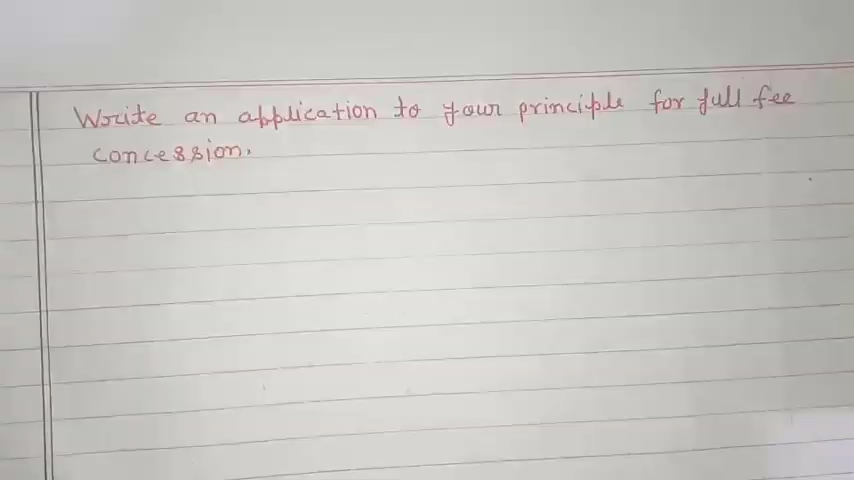 Write an application to your principle for full fee
concession.